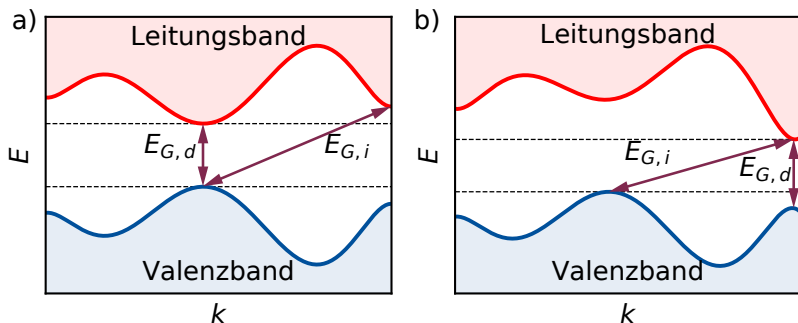 a)
Leitungsband
E_{G, d}
E_{G, i}
E
Valenzband
k
b)
Leitungsband
E_{G, i}
E_{G, d}
E
Valenzband
k